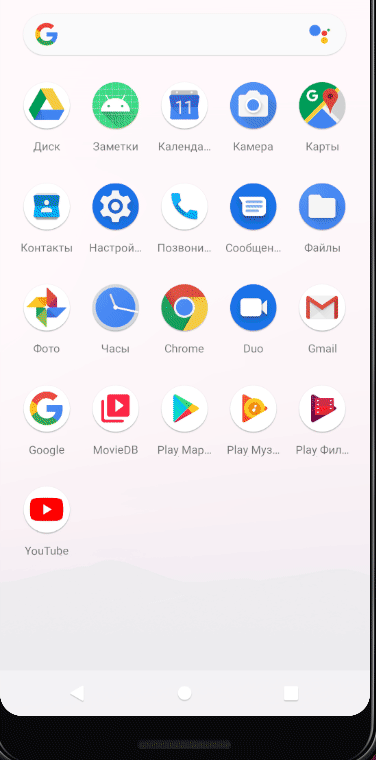 Диск Заметки Календа... Камера Карты
11
Контакты Настрой... Позвони... Сообщен... Файлы
Фото Часы Chrome Duo Gmail
Google MovieDB Play Мар... Play Муз... Play Фил...
YouTube